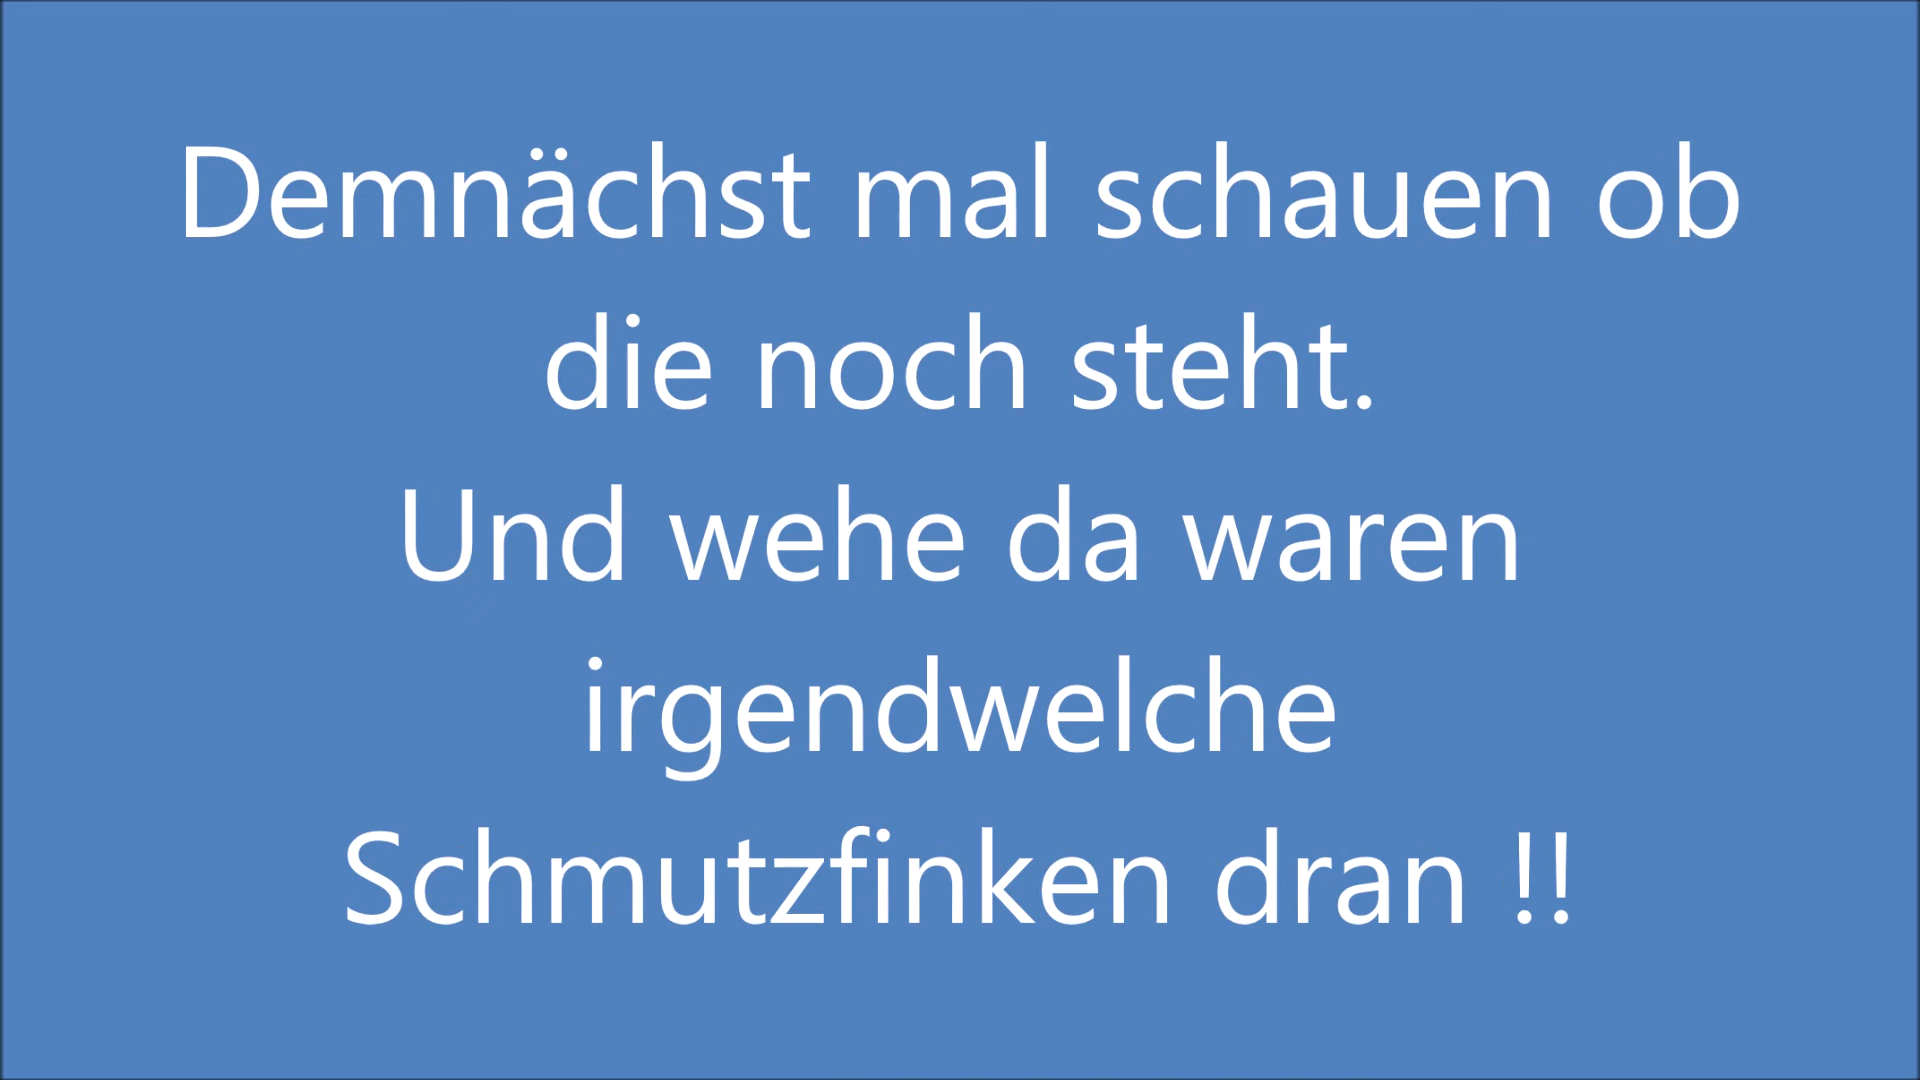 Demnächst mal schauen ob
die noch steht.
Und wehe da waren
irgendwelche
Schmutzfinken dran !!